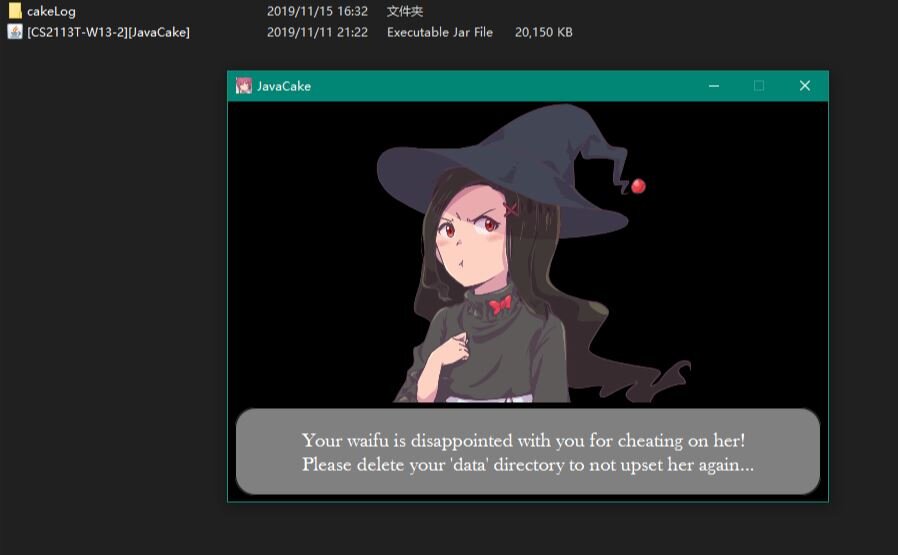 cakeLog 2019/11/15 16:32 文件夹
[CS2113T-W13-2][JavaCake] 2019/11/11 21:22 Executable Jar File 20,150 KB
JavaCake
Your waifu is disappointed with you for cheating on her!
Please delete your 'data' directory to not upset her again...